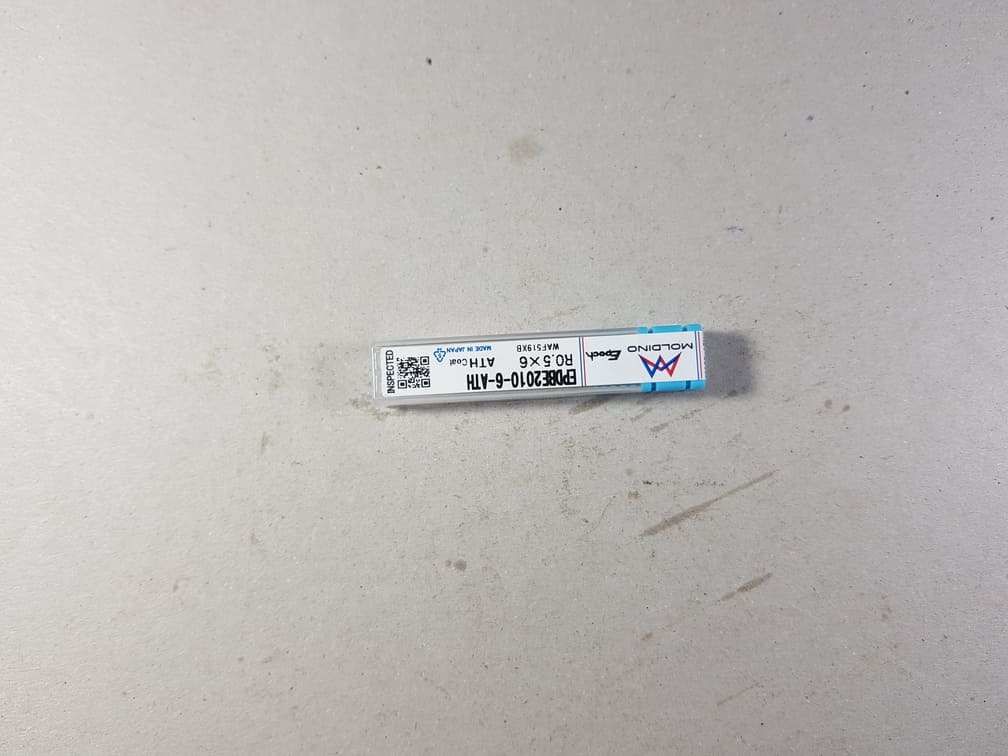 MOLDINO
Epoch
EPDBE2010-6-ATH
R0.5×6 ATH Coat
WAF519XB
MADE IN JAPAN
INSPECTED